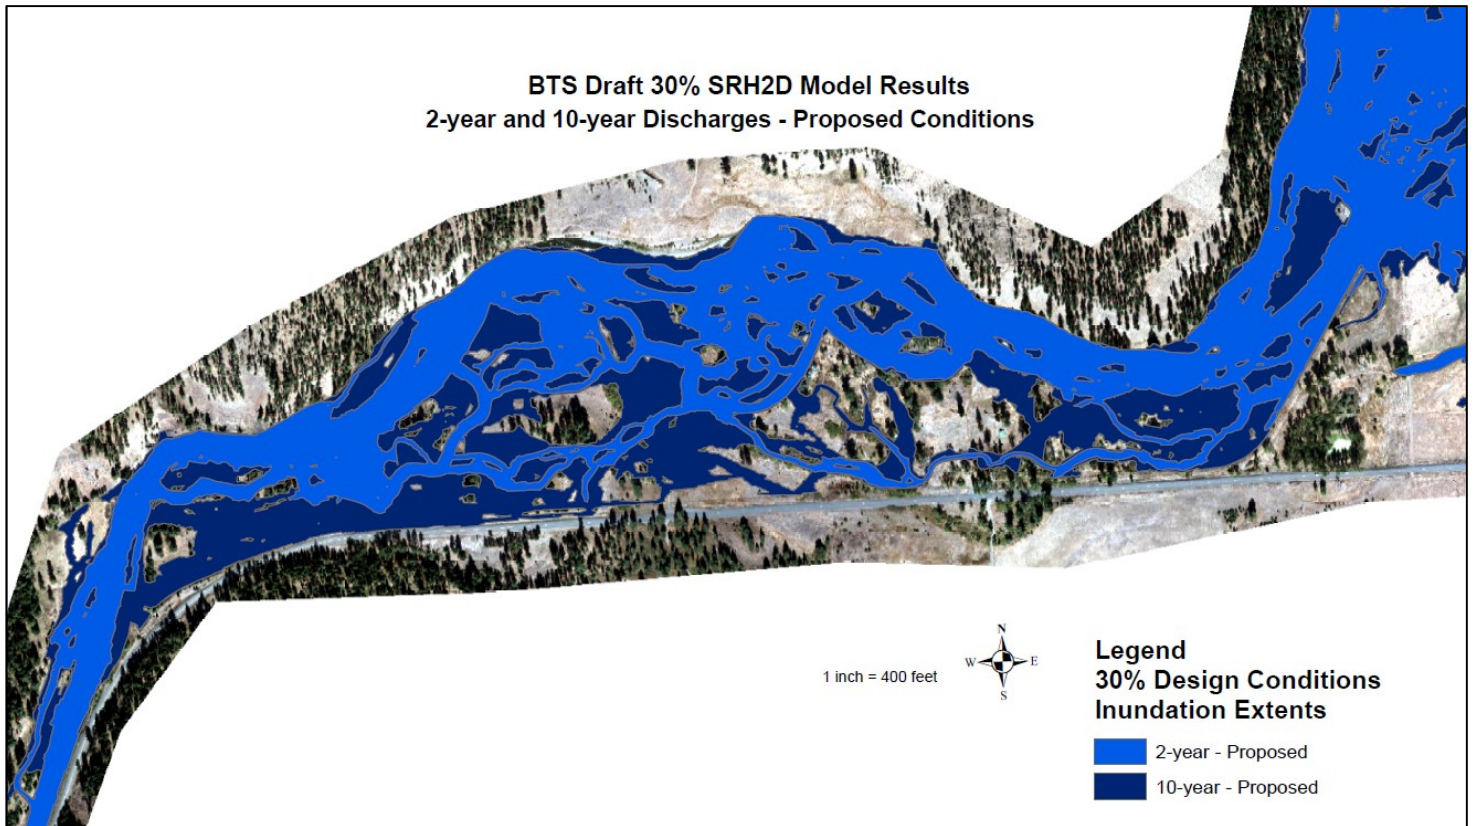 BTS Draft 30% SRH2D Model Results
2-year and 10-year Discharges - Proposed Conditions
1 inch = 400 feet
N
W
E
S
Legend
30% Design Conditions
Inundation Extents
2-year - Proposed
10-year - Proposed